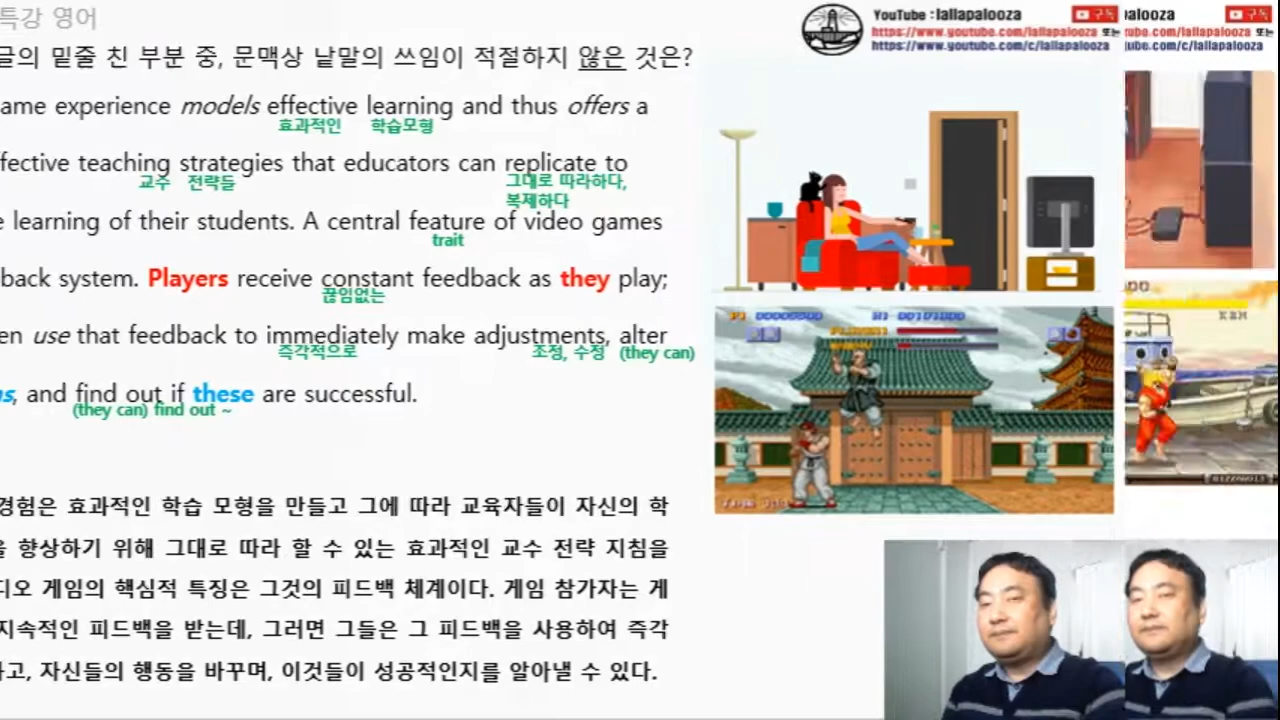 특강 영어
글의 밑줄 친 부분 중, 문맥상 낱말의 쓰임이 적절하지 않은 것은?
ame experience models effective learning and thus offers a
효과적인 학습모형
ffective teaching strategies that educators can replicate to
교수 전략들 그대로 따라하다,
복제하다
e learning of their students. A central feature of video games
trait
back system. Players receive constant feedback as they play;
끊임없는
en use that feedback to immediately make adjustments, alter
즉각적으로 조정, 수정 (they can)
s, and find out if these are successful.
(they can) find out ~
경험은 효과적인 학습 모형을 만들고 그에 따라 교육자들이 자신의 학
을 향상하기 위해 그대로 따라 할 수 있는 효과적인 교수 전략 지침을
디오 게임의 핵심적 특징은 그것의 피드백 체계이다. 게임 참가자는 게
지속적인 피드백을 받는데, 그러면 그들은 그 피드백을 사용하여 즉각
하고, 자신들의 행동을 바꾸며, 이것들이 성공적인지를 알아낼 수 있다.
YouTube : lallapalooza 구독
https://www.youtube.com/lallapalooza 또는
https://www.youtube.com/c/lallapalooza
palooza 구독
ube.com/lallapalooza 또는
ube.com/c/lallapalooza
KEN